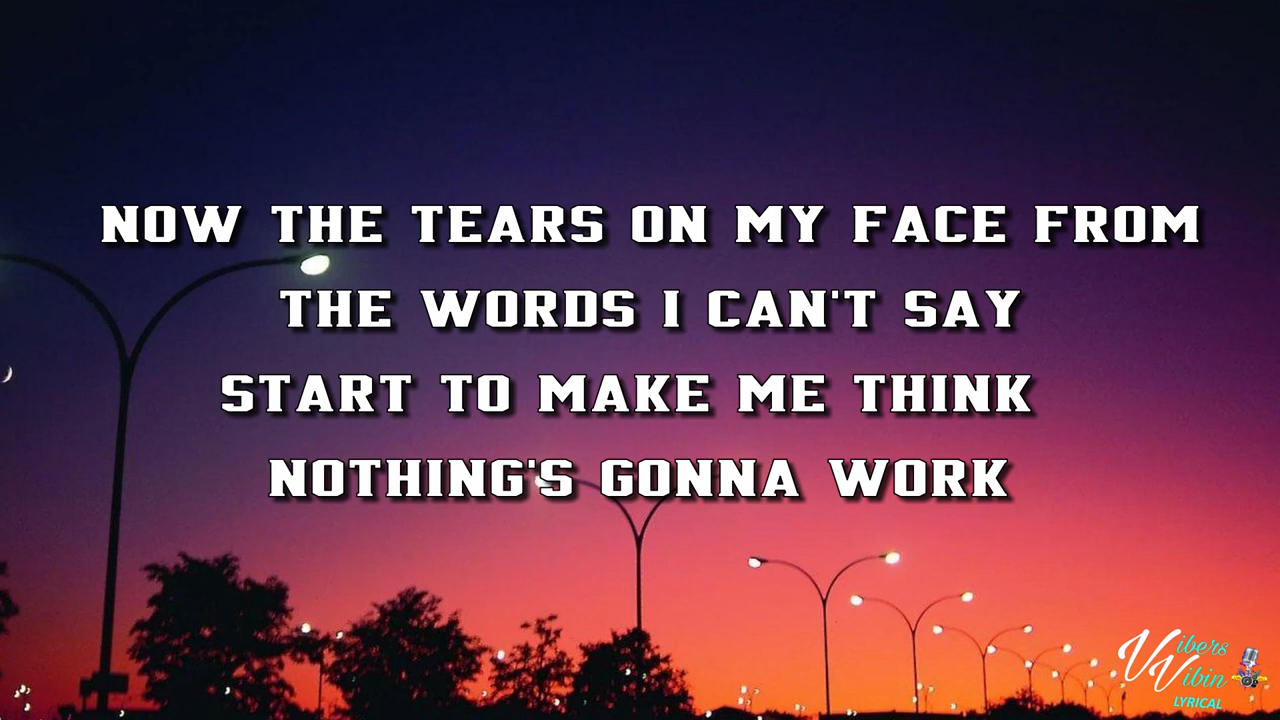 NOW THE TEARS ON MY FACE FROM
THE WORDS I CAN'T SAY
START TO MAKE ME THINK
NOTHING'S GONNA WORK
Vibers
Vibin
LYRICAL